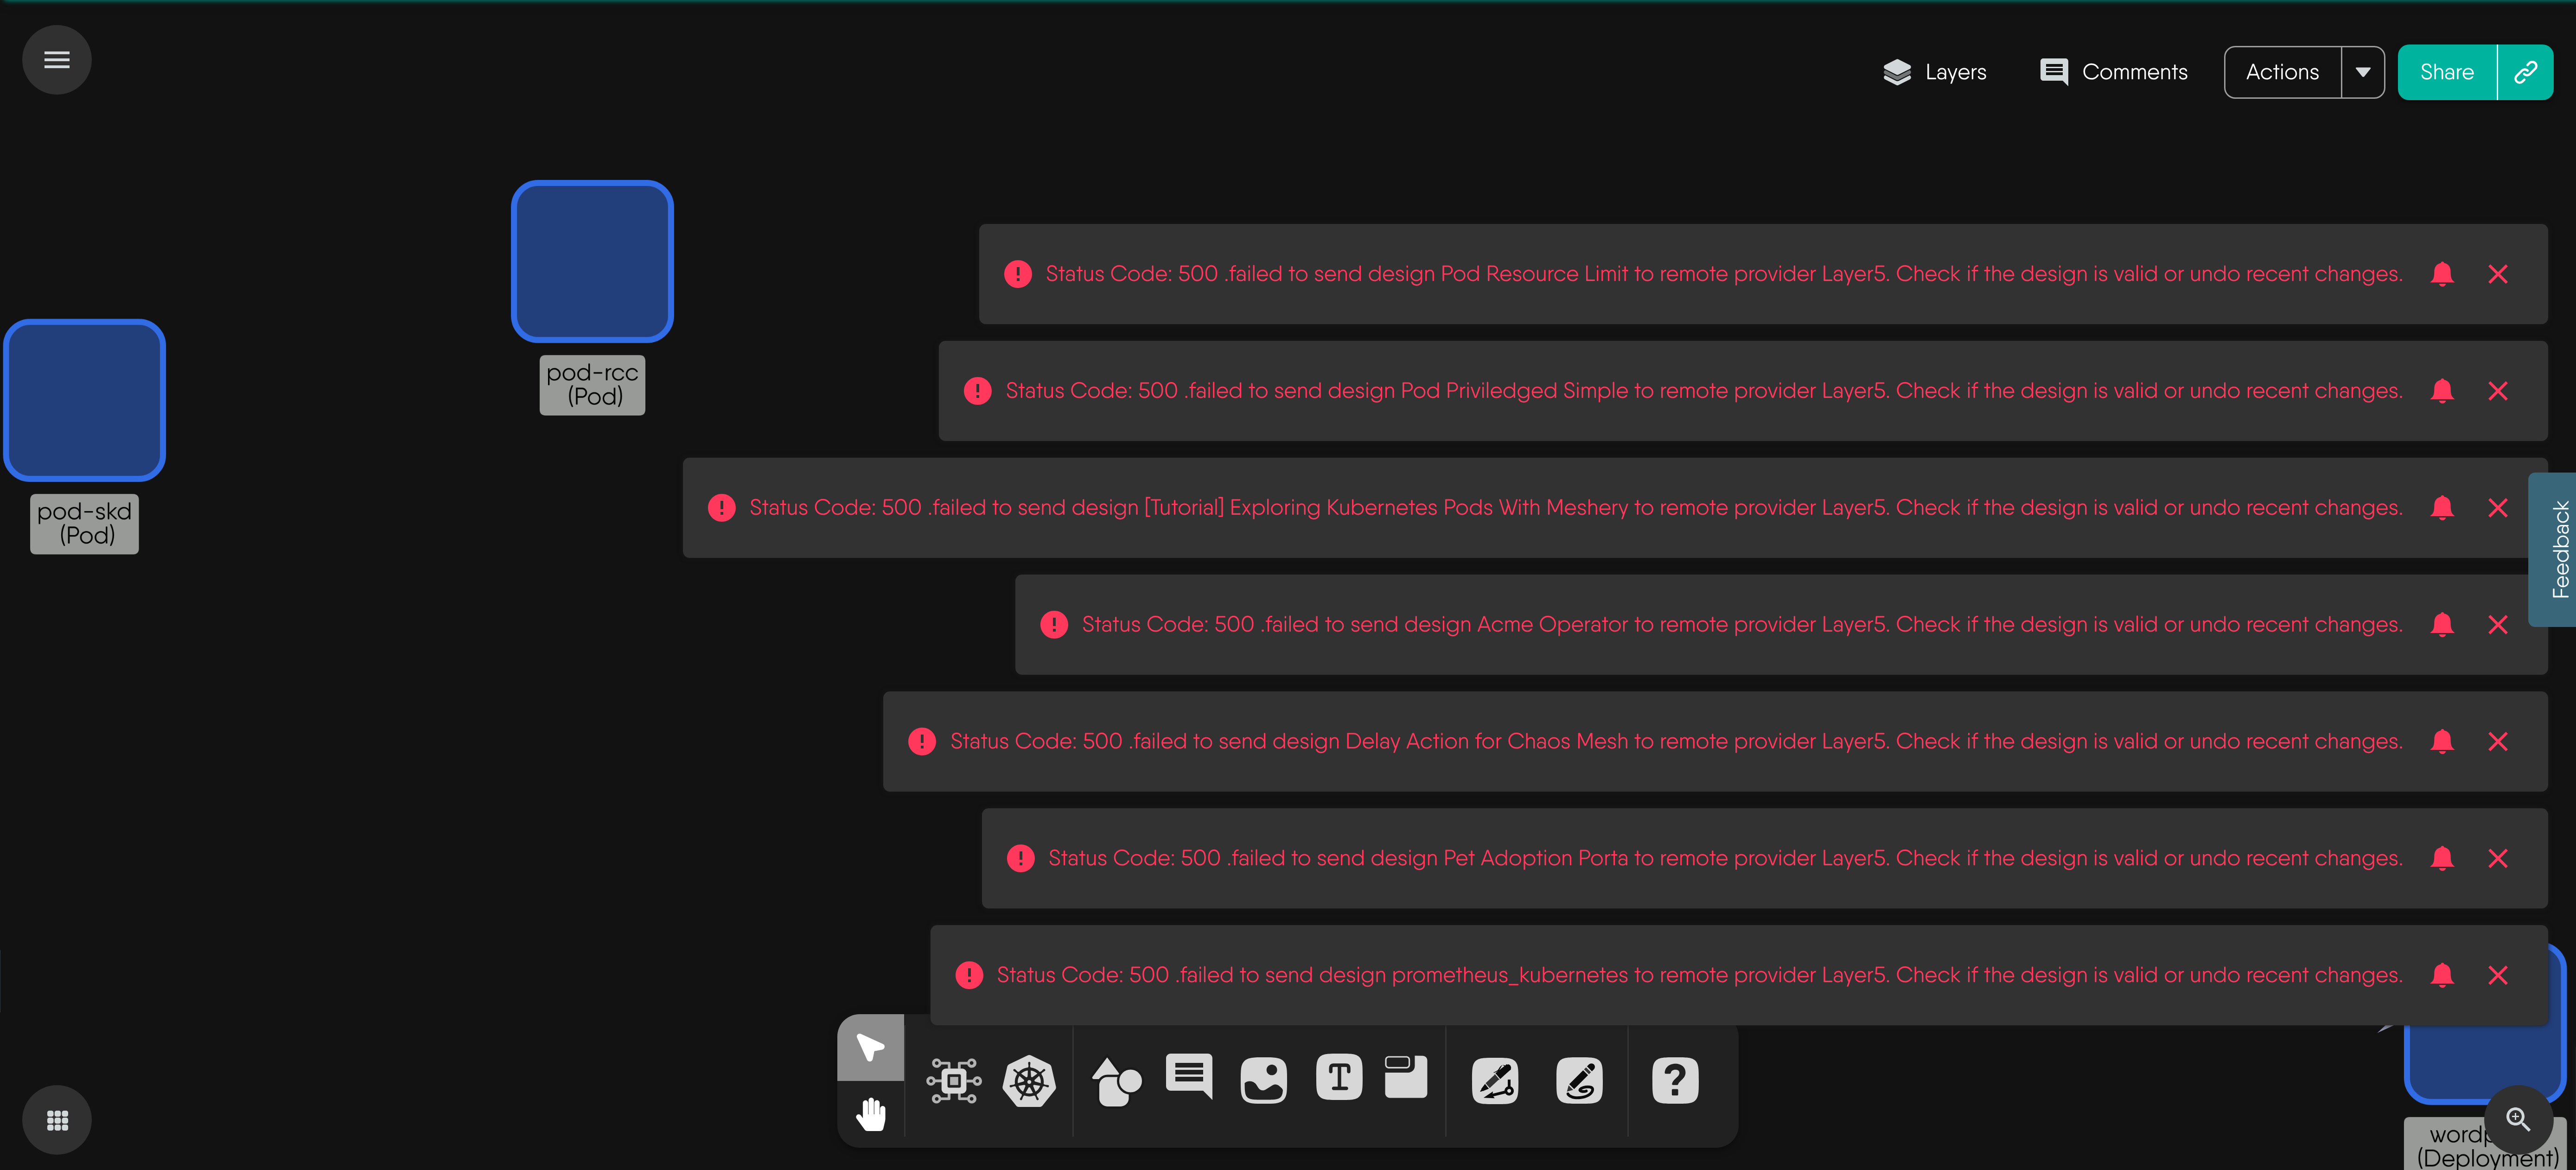 Layers
Comments
Actions
Share
pod-rcc
(Pod)
pod-skd
(Pod)
Status Code: 500 .failed to send design Pod Resource Limit to remote provider Layer5. Check if the design is valid or undo recent changes.
Status Code: 500 .failed to send design Pod Priviledged Simple to remote provider Layer5. Check if the design is valid or undo recent changes.
Status Code: 500 .failed to send design [Tutorial] Exploring Kubernetes Pods With Meshery to remote provider Layer5. Check if the design is valid or undo recent changes.
Status Code: 500 .failed to send design Acme Operator to remote provider Layer5. Check if the design is valid or undo recent changes.
Status Code: 500 .failed to send design Delay Action for Chaos Mesh to remote provider Layer5. Check if the design is valid or undo recent changes.
Status Code: 500 .failed to send design Pet Adoption Porta to remote provider Layer5. Check if the design is valid or undo recent changes.
Status Code: 500 .failed to send design prometheus_kubernetes to remote provider Layer5. Check if the design is valid or undo recent changes.
Feedback
(Deployment)